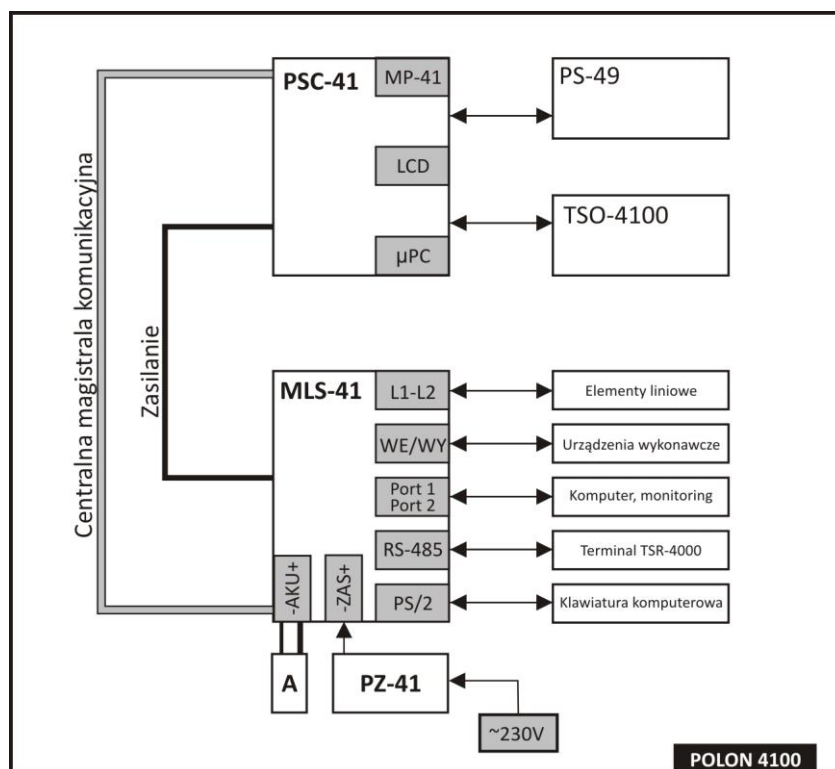 PSC-41
MP-41
LCD
µPC
PS-49
TSO-4100
Centralna magistrala komunikacyjna
Zasilanie
MLS-41
L1-L2
WE/WY
Port 1
Port 2
RS-485
PS/2
-AKU+
-ZAS+
Elementy liniowe
Urządzenia wykonawcze
Komputer, monitoring
Terminal TSR-4000
Klawiatura komputerowa
A
PZ-41
~230V
POLON 4100